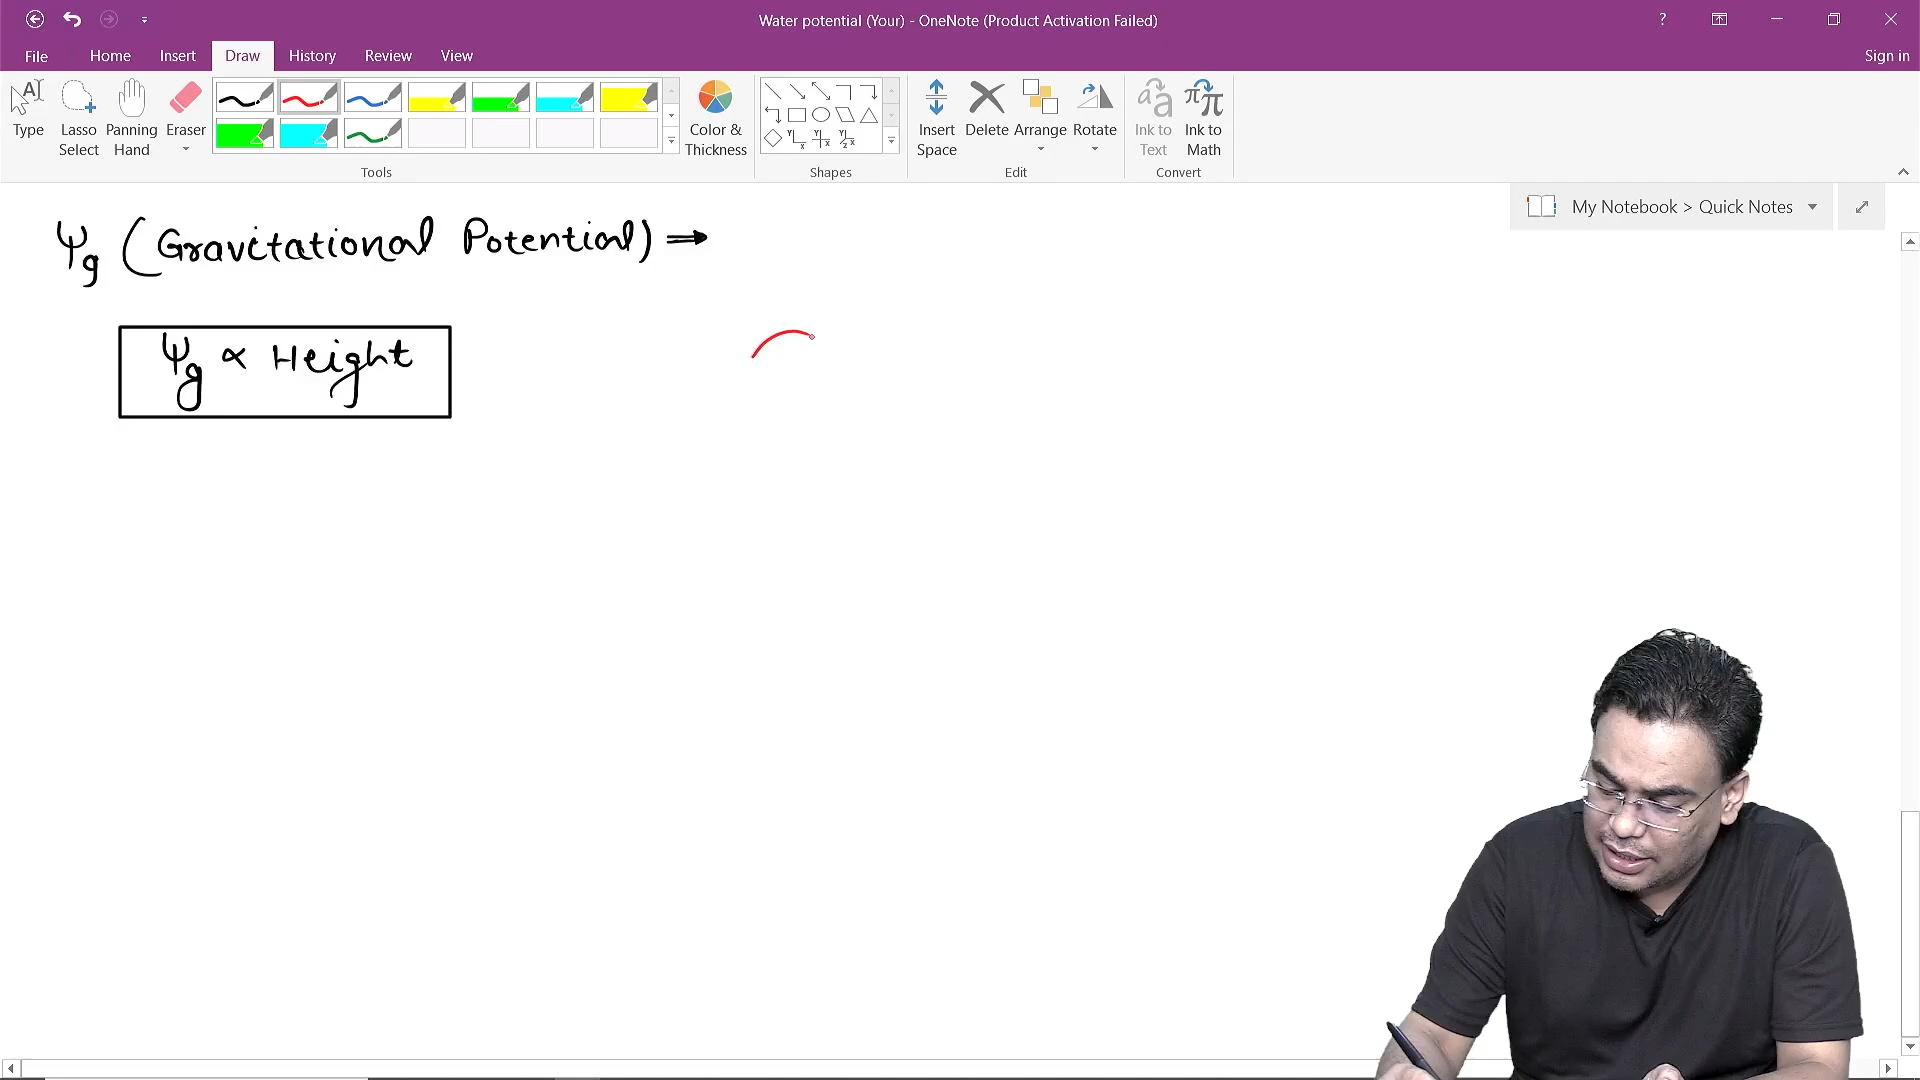 Water potential (Your) - OneNote (Product Activation Failed)
?
File Home Insert Draw History Review View
Sign in
Type
Lasso Select
Panning Hand
Eraser
Color & Thickness
Insert Space
Delete
Arrange
Rotate
Ink to Text
Ink to Math
Tools
Shapes
Edit
Convert
My Notebook > Quick Notes
Ψg (Gravitational Potential) ⇒
Ψg ∝ Height